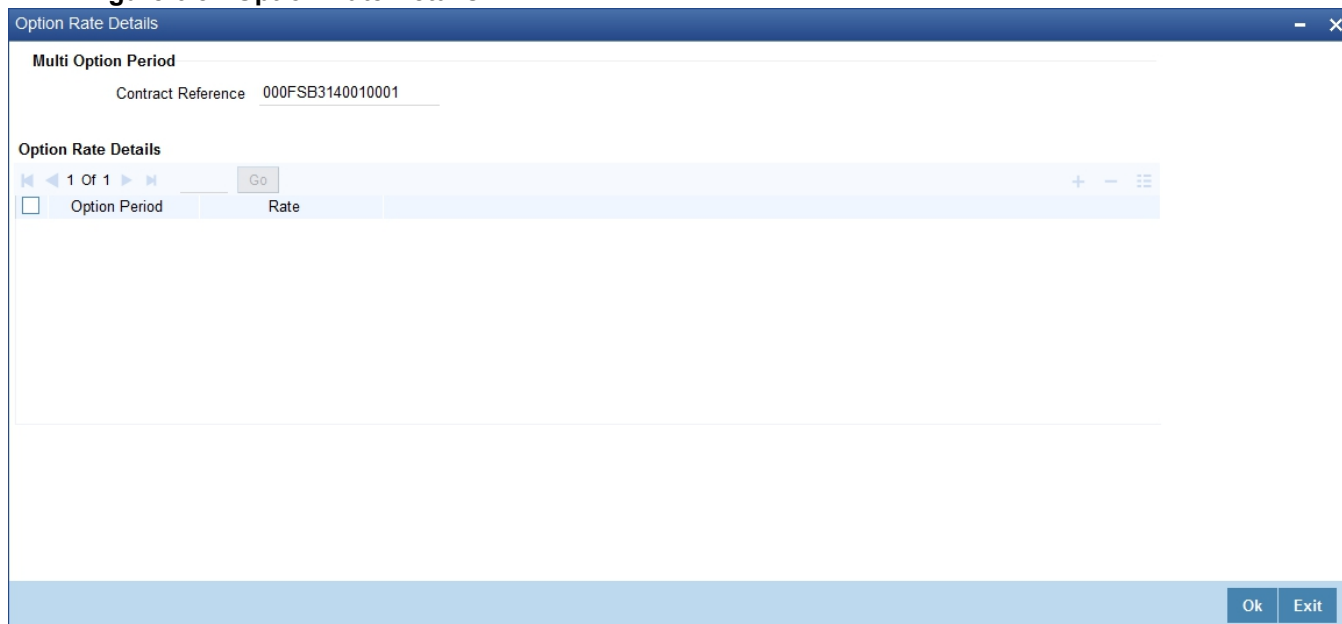 Option Rate Details
Multi Option Period
Contract Reference 000FSB3140010001
Option Rate Details
1 Of 1 Go
Option Period Rate
Ok Exit